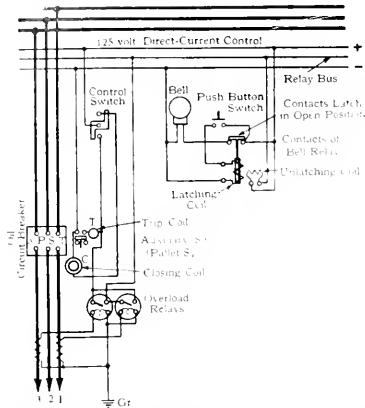 125 volt Direct-Current Control
+
−
Relay Bus
Control
Switch
Bell
Push Button
Switch
Contacts Latch
in Open Position
Contacts of
Bell Relay
Unlatching Coil
Latching
Coil
Oil
Circuit Breaker
P S T
T
Trip Coil
(Pallet S
C
Closing Coil
Overload
Relays
3 2 1
Gr